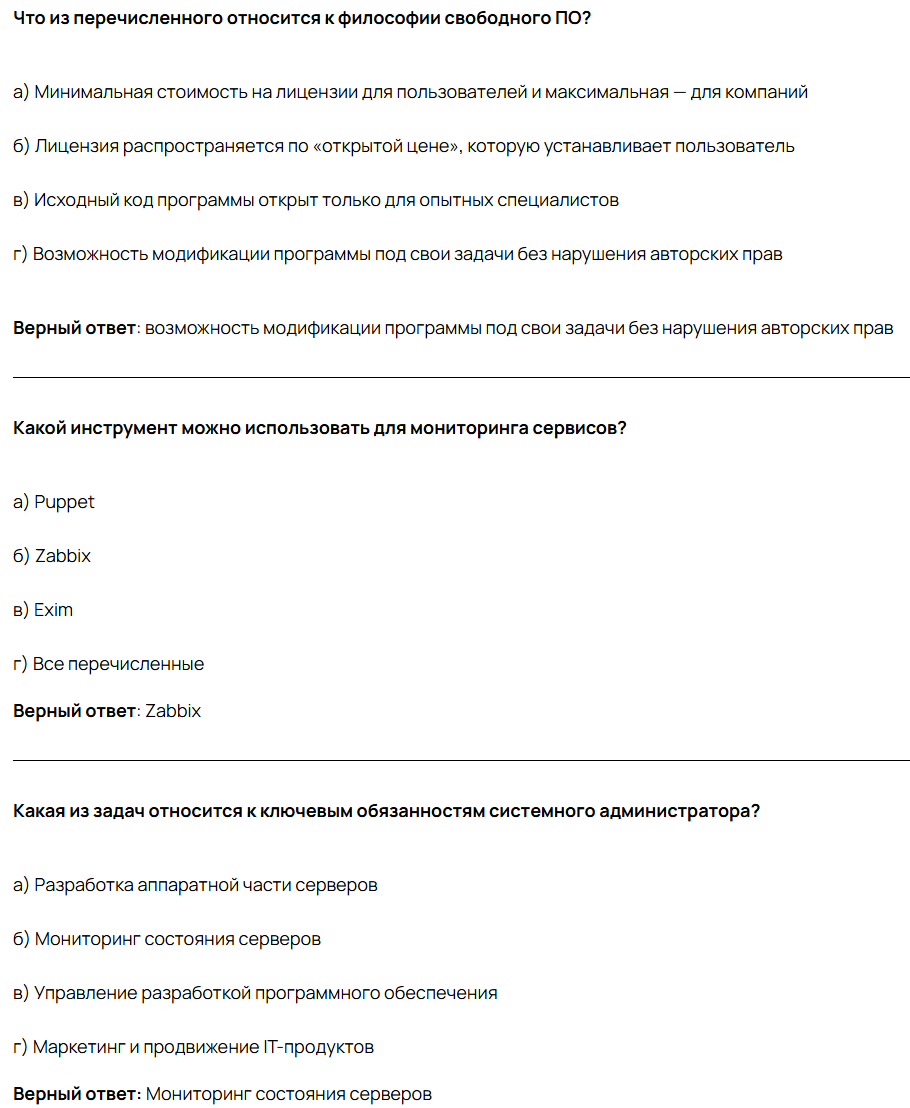 Что из перечисленного относится к философии свободного ПО?
а) Минимальная стоимость на лицензии для пользователей и максимальная — для компаний
б) Лицензия распространяется по «открытой цене», которую устанавливает пользователь
в) Исходный код программы открыт только для опытных специалистов
г) Возможность модификации программы под свои задачи без нарушения авторских прав
Верный ответ: возможность модификации программы под свои задачи без нарушения авторских прав
Какой инструмент можно использовать для мониторинга сервисов?
а) Puppet
б) Zabbix
в) Exim
г) Все перечисленные
Верный ответ: Zabbix
Какая из задач относится к ключевым обязанностям системного администратора?
а) Разработка аппаратной части серверов
б) Мониторинг состояния серверов
в) Управление разработкой программного обеспечения
г) Маркетинг и продвижение IT-продуктов
Верный ответ: Мониторинг состояния серверов